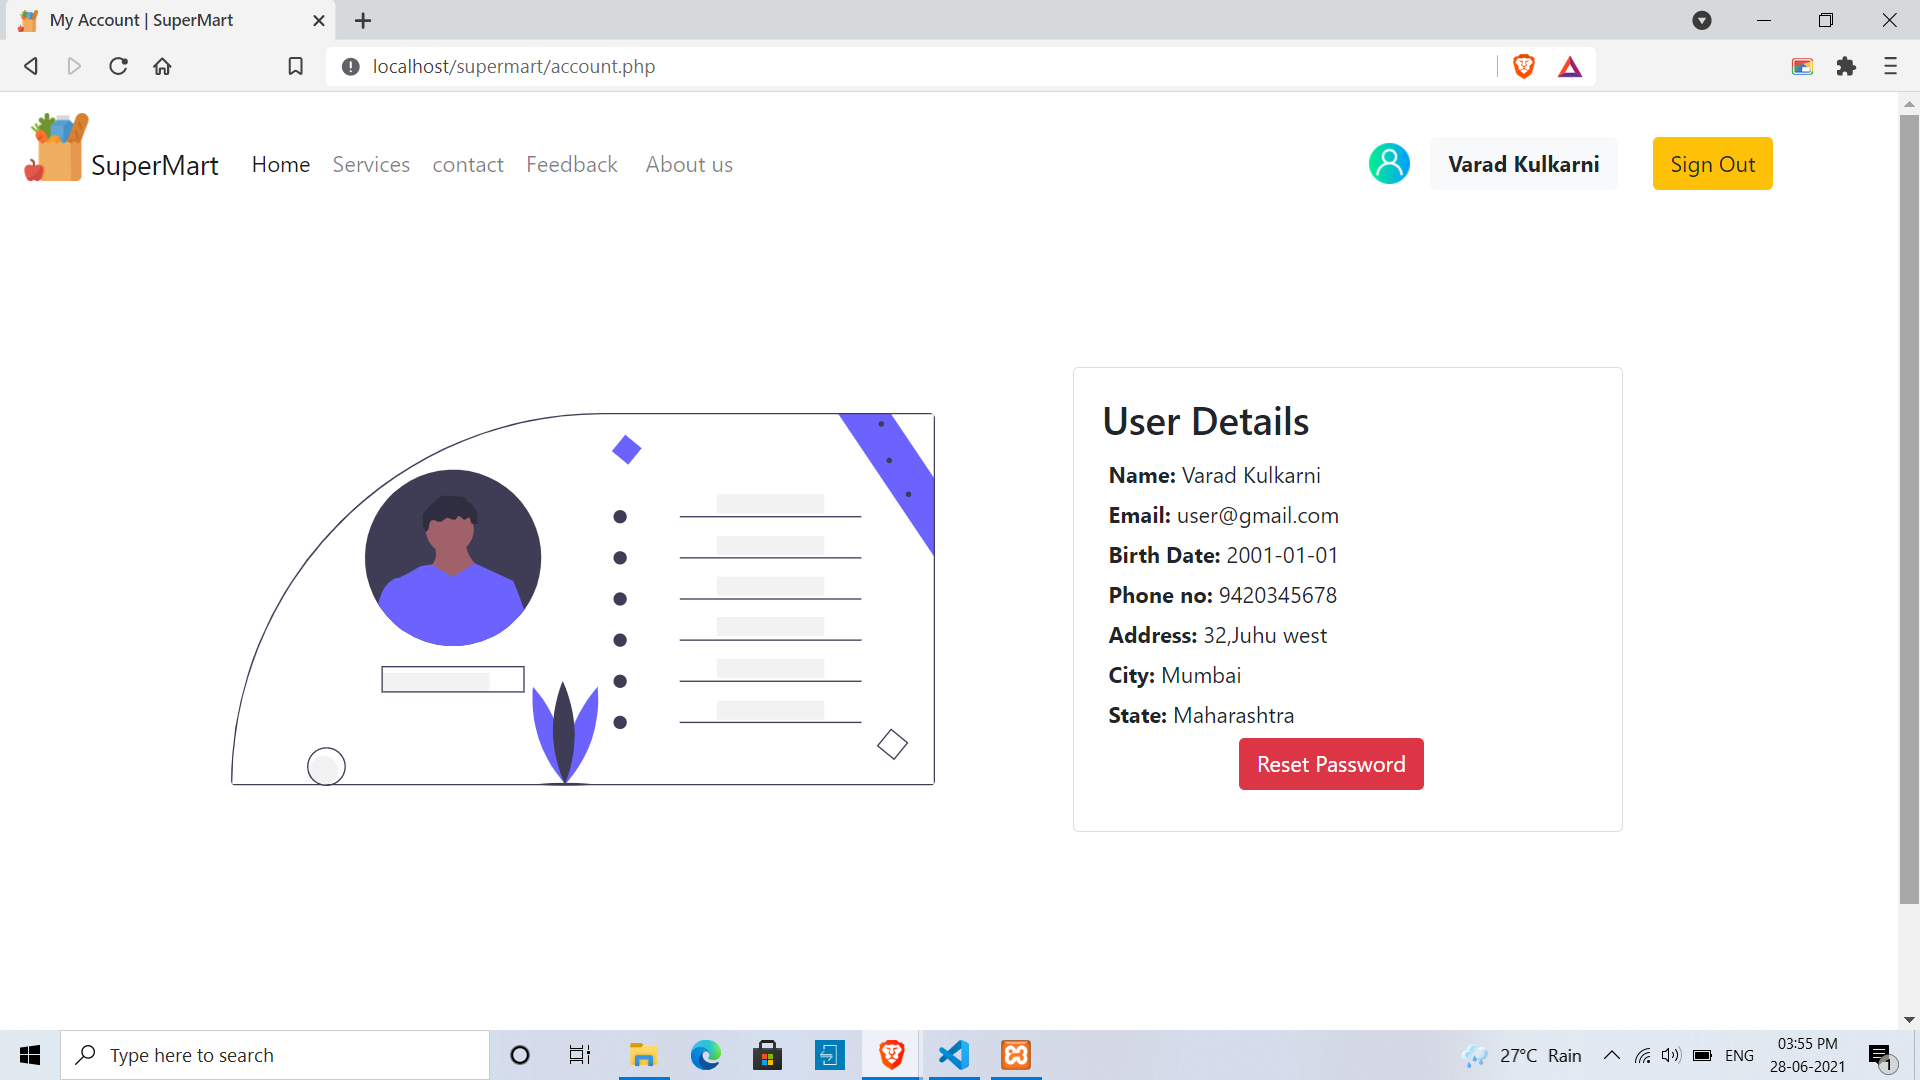 My Account | SuperMart
localhost/supermart/account.php
SuperMart Home Services contact Feedback About us Varad Kulkarni Sign Out
User Details
Name: Varad Kulkarni
Email: user@gmail.com
Birth Date: 2001-01-01
Phone no: 9420345678
Address: 32,Juhu west
City: Mumbai
State: Maharashtra
Reset Password
Type here to search
27°C Rain
ENG
03:55 PM
28-06-2021
1